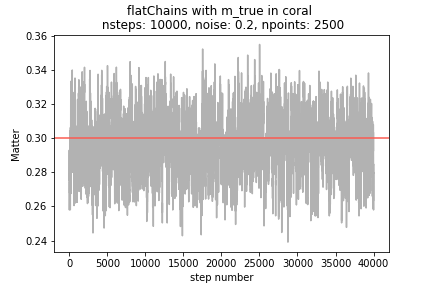 flatChains with m_true in coral
nsteps: 10000, noise: 0.2, npoints: 2500
0.36
0.34
0.32
0.30
0.28
0.26
0.24
Matter
0 5000 10000 15000 20000 25000 30000 35000 40000
step number